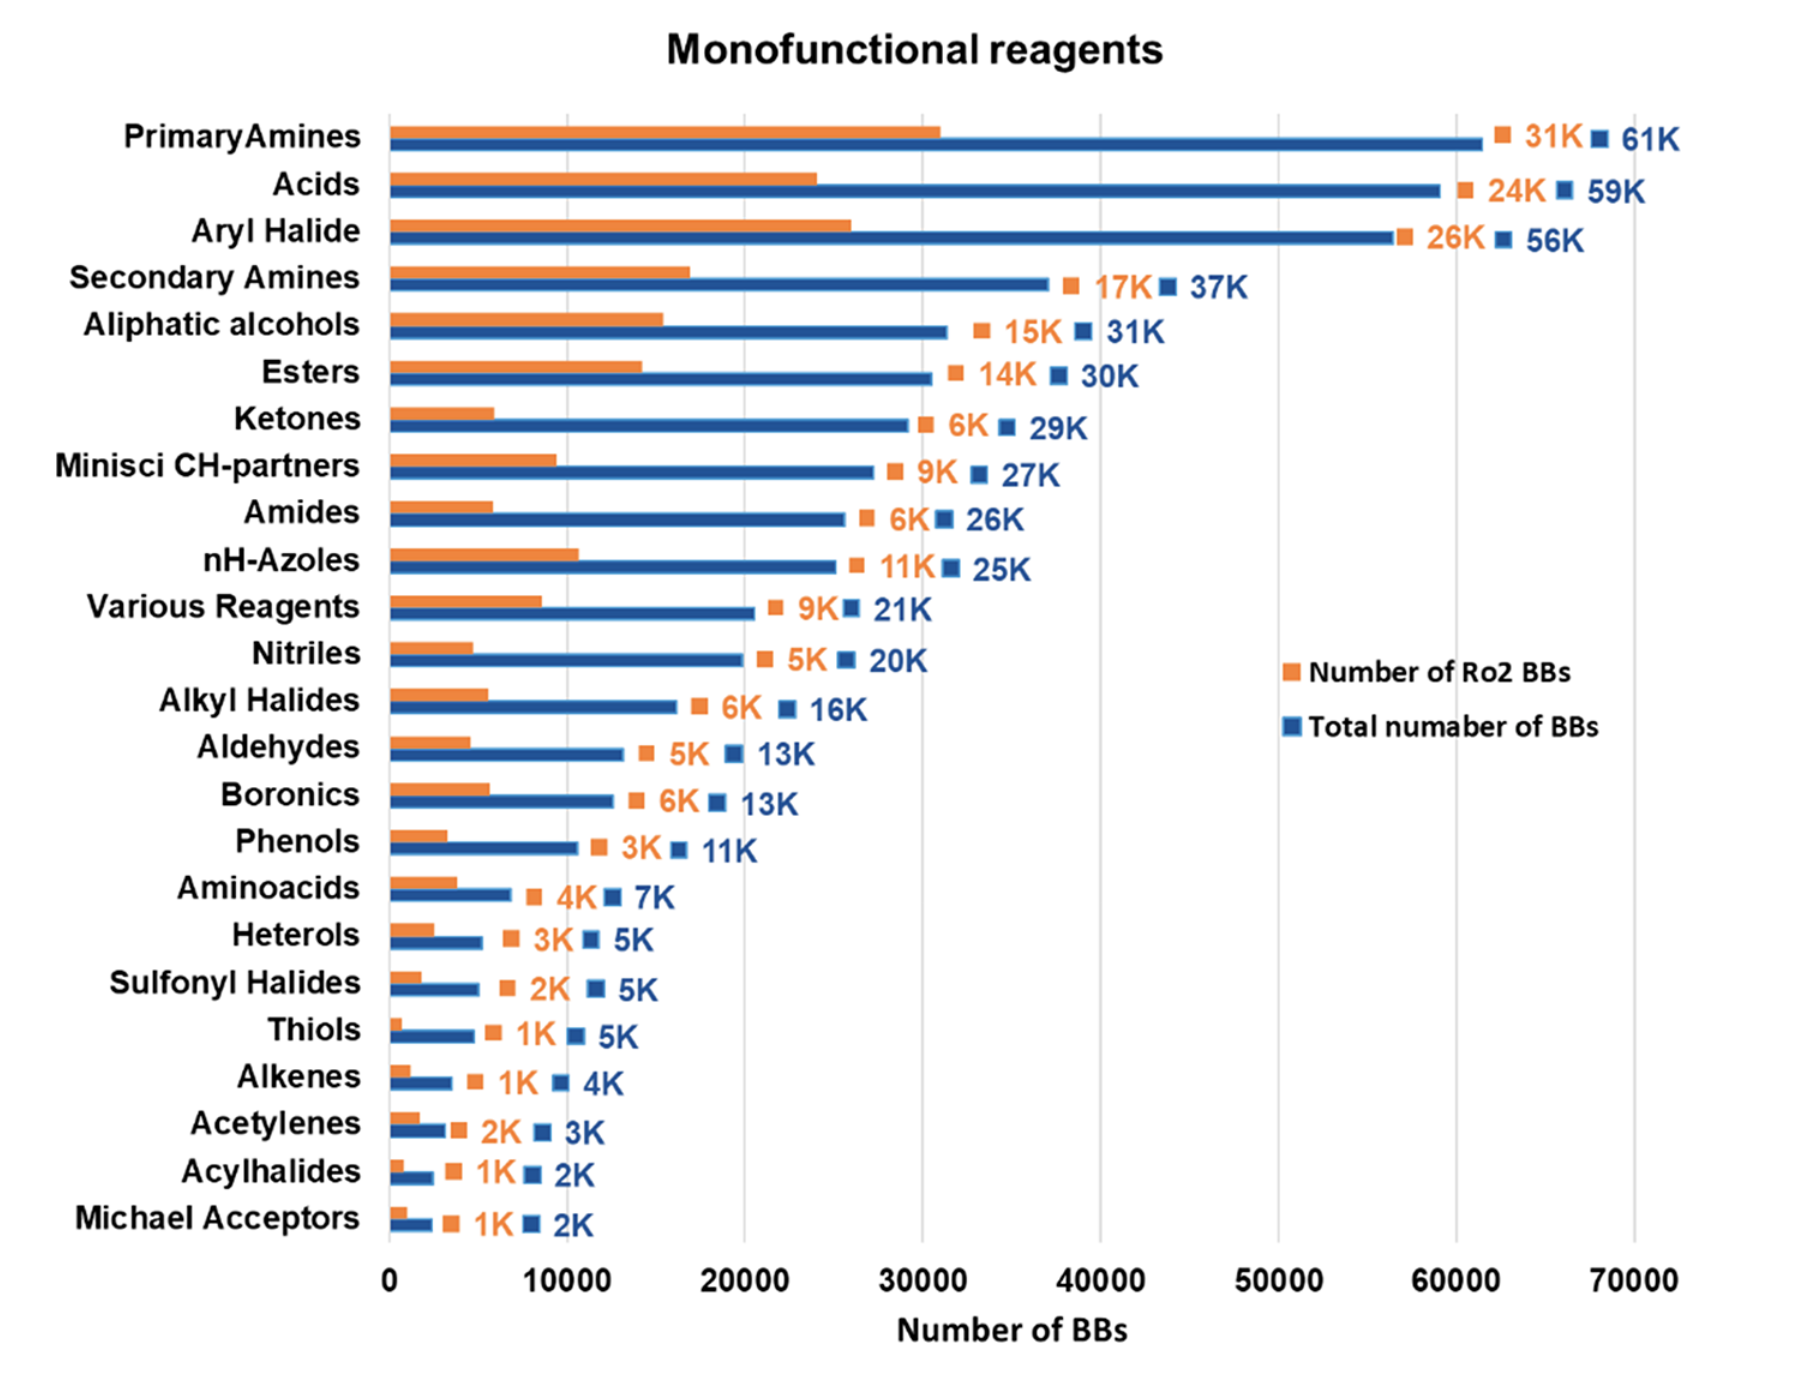 Monofunctional reagents
PrimaryAmines 31K 61K
Acids 24K 59K
Aryl Halide 26K 56K
Secondary Amines 17K 37K
Aliphatic alcohols 15K 31K
Esters 14K 30K
Ketones 6K 29K
Minisci CH-partners 9K 27K
Amides 6K 26K
nH-Azoles 11K 25K
Various Reagents 9K 21K
Nitriles 5K 20K
Number of Ro2 BBs
Alkyl Halides 6K 16K
Total numaber of BBs
Aldehydes 5K 13K
Boronics 6K 13K
Phenols 3K 11K
Aminoacids 4K 7K
Heterols 3K 5K
Sulfonyl Halides 2K 5K
Thiols 1K 5K
Alkenes 1K 4K
Acetylenes 2K 3K
Acylhalides 1K 2K
Michael Acceptors 1K 2K
0 10000 20000 30000 40000 50000 60000 70000
Number of BBs